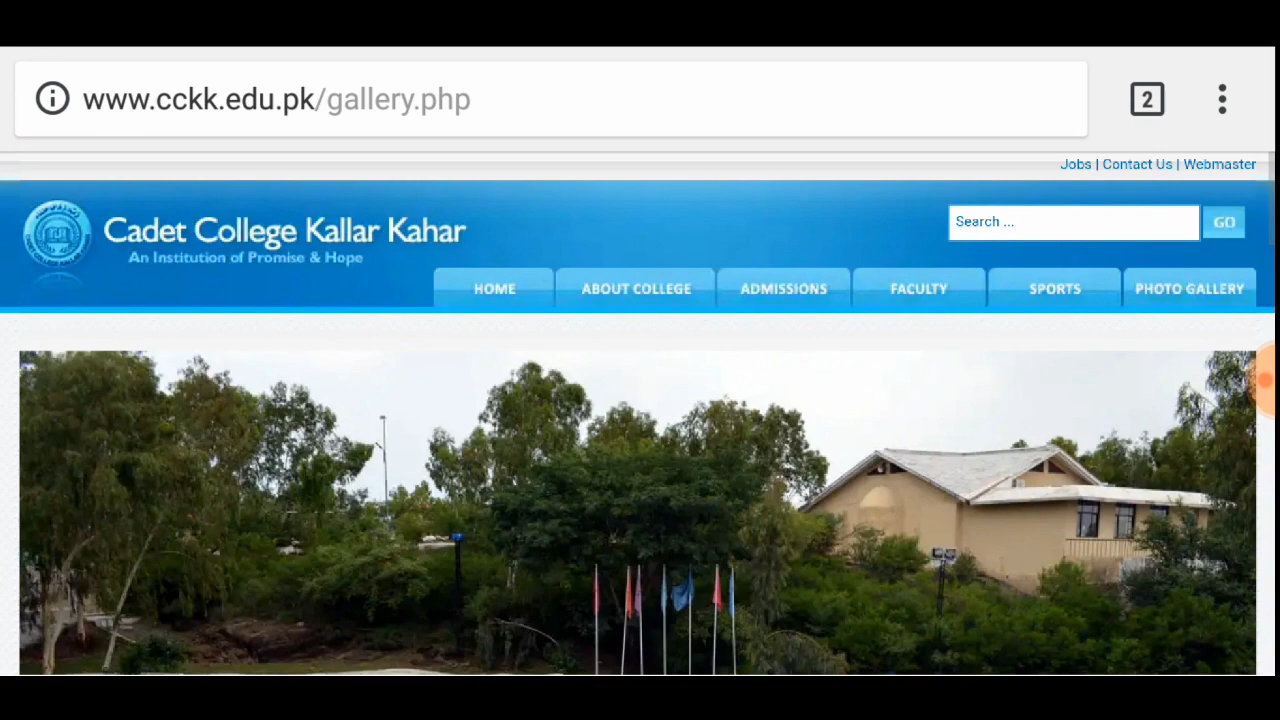 www.cckk.edu.pk/gallery.php
2
Jobs | Contact Us | Webmaster
Cadet College Kallar Kahar
An Institution of Promise & Hope
Search ...
GO
HOME
ABOUT COLLEGE
ADMISSIONS
FACULTY
SPORTS
PHOTO GALLERY